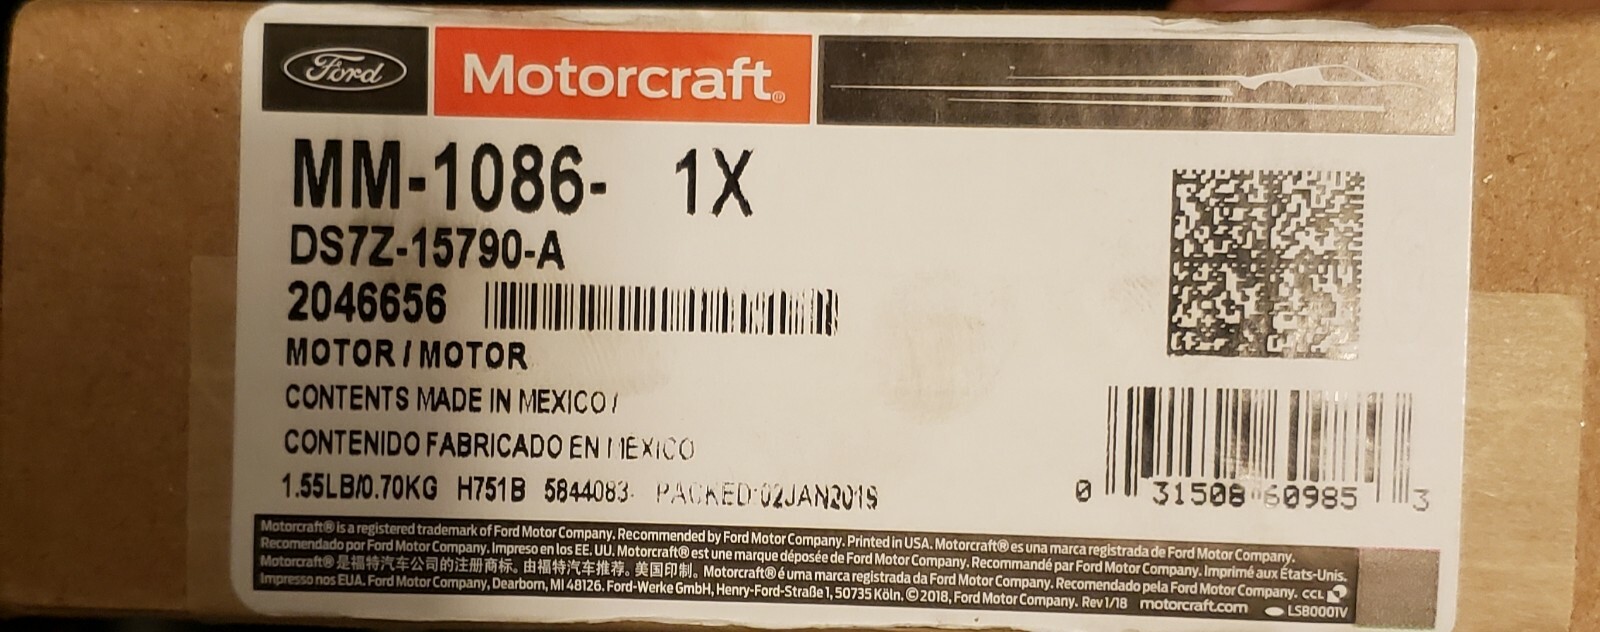 Ford Motorcraft®
MM-1086- 1X
DS7Z-15790-A
2046656
MOTOR / MOTOR
CONTENTS MADE IN MEXICO /
CONTENIDO FABRICADO EN MEXICO
1.55LB/0.70KG H751B 5844083- PACKED:02JAN2019
0 31508 60985 3
Motorcraft® is a registered trademark of Ford Motor Company. Recommended by Ford Motor Company. Printed in USA. Motorcraft® es una marca registrada de Ford Motor Company.
Recomendado por Ford Motor Company. Impreso en los EE. UU. Motorcraft® est une marque déposée de Ford Motor Company. Recommandé par Ford Motor Company. Imprimé aux États-Unis.
Motorcraft® 是福特汽车公司的注册商标。由福特汽车推荐。美国印制。 Motorcraft® é uma marca registrada da Ford Motor Company. Recomendado pela Ford Motor Company. CCL
Impresso nos EUA. Ford Motor Company, Dearborn, MI 48126. Ford-Werke GmbH, Henry-Ford-Straße 1, 50735 Köln. © 2018, Ford Motor Company. Rev 1/18 motorcraft.com LSB0001V